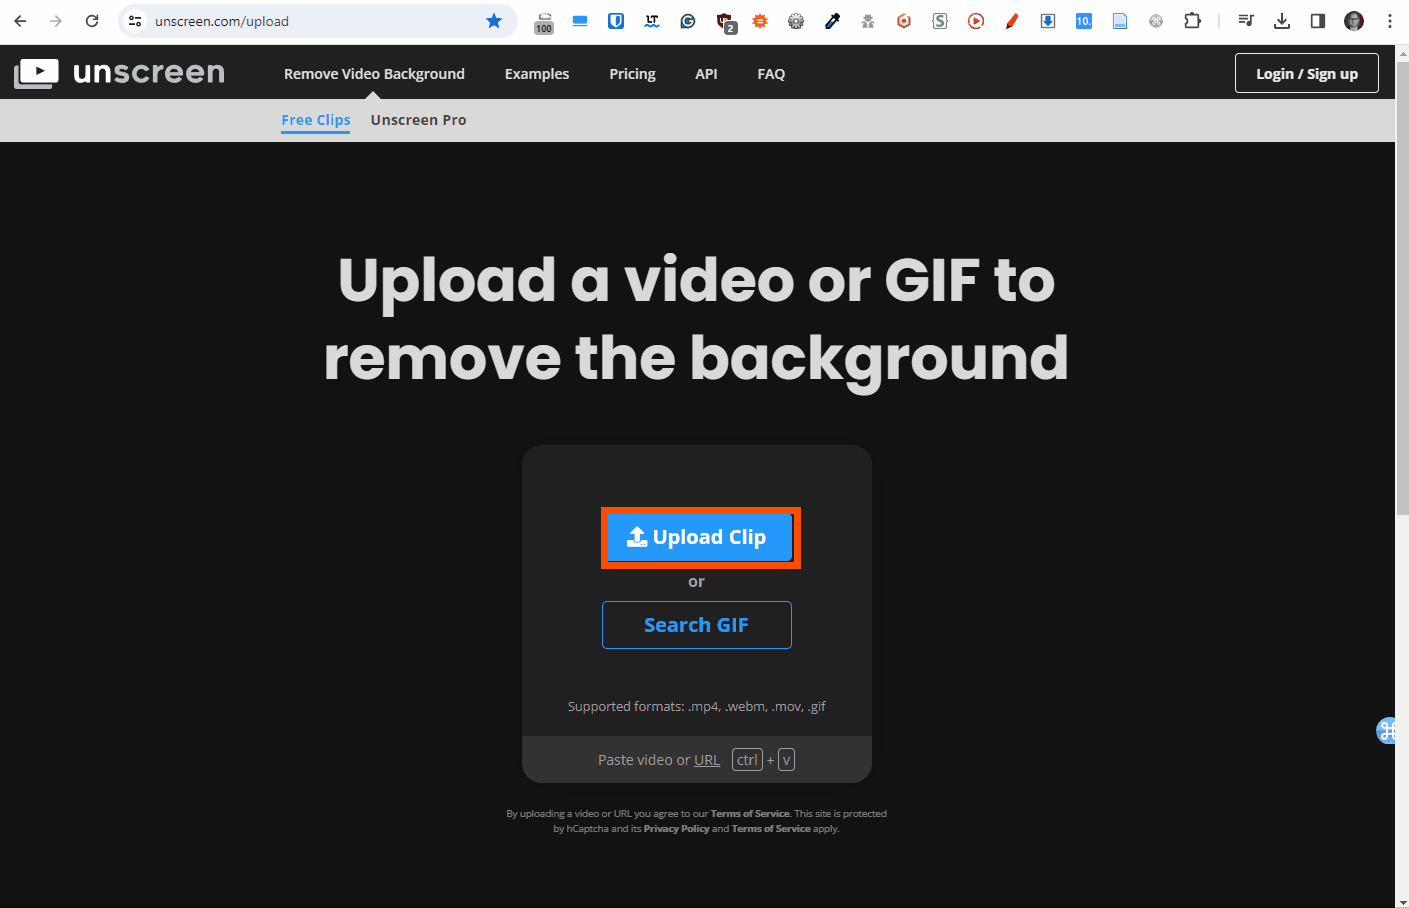 unscreen.com/upload
100
LT
2
10.
unscreen
Remove Video Background
Examples
Pricing
API
FAQ
Login / Sign up
Free Clips
Unscreen Pro
Upload a video or GIF to
remove the background
Upload Clip
or
Search GIF
Supported formats: .mp4, .webm, .mov, .gif
Paste video or URL ctrl + v
By uploading a video or URL you agree to our Terms of Service. This site is protected
by hCaptcha and its Privacy Policy and Terms of Service apply.